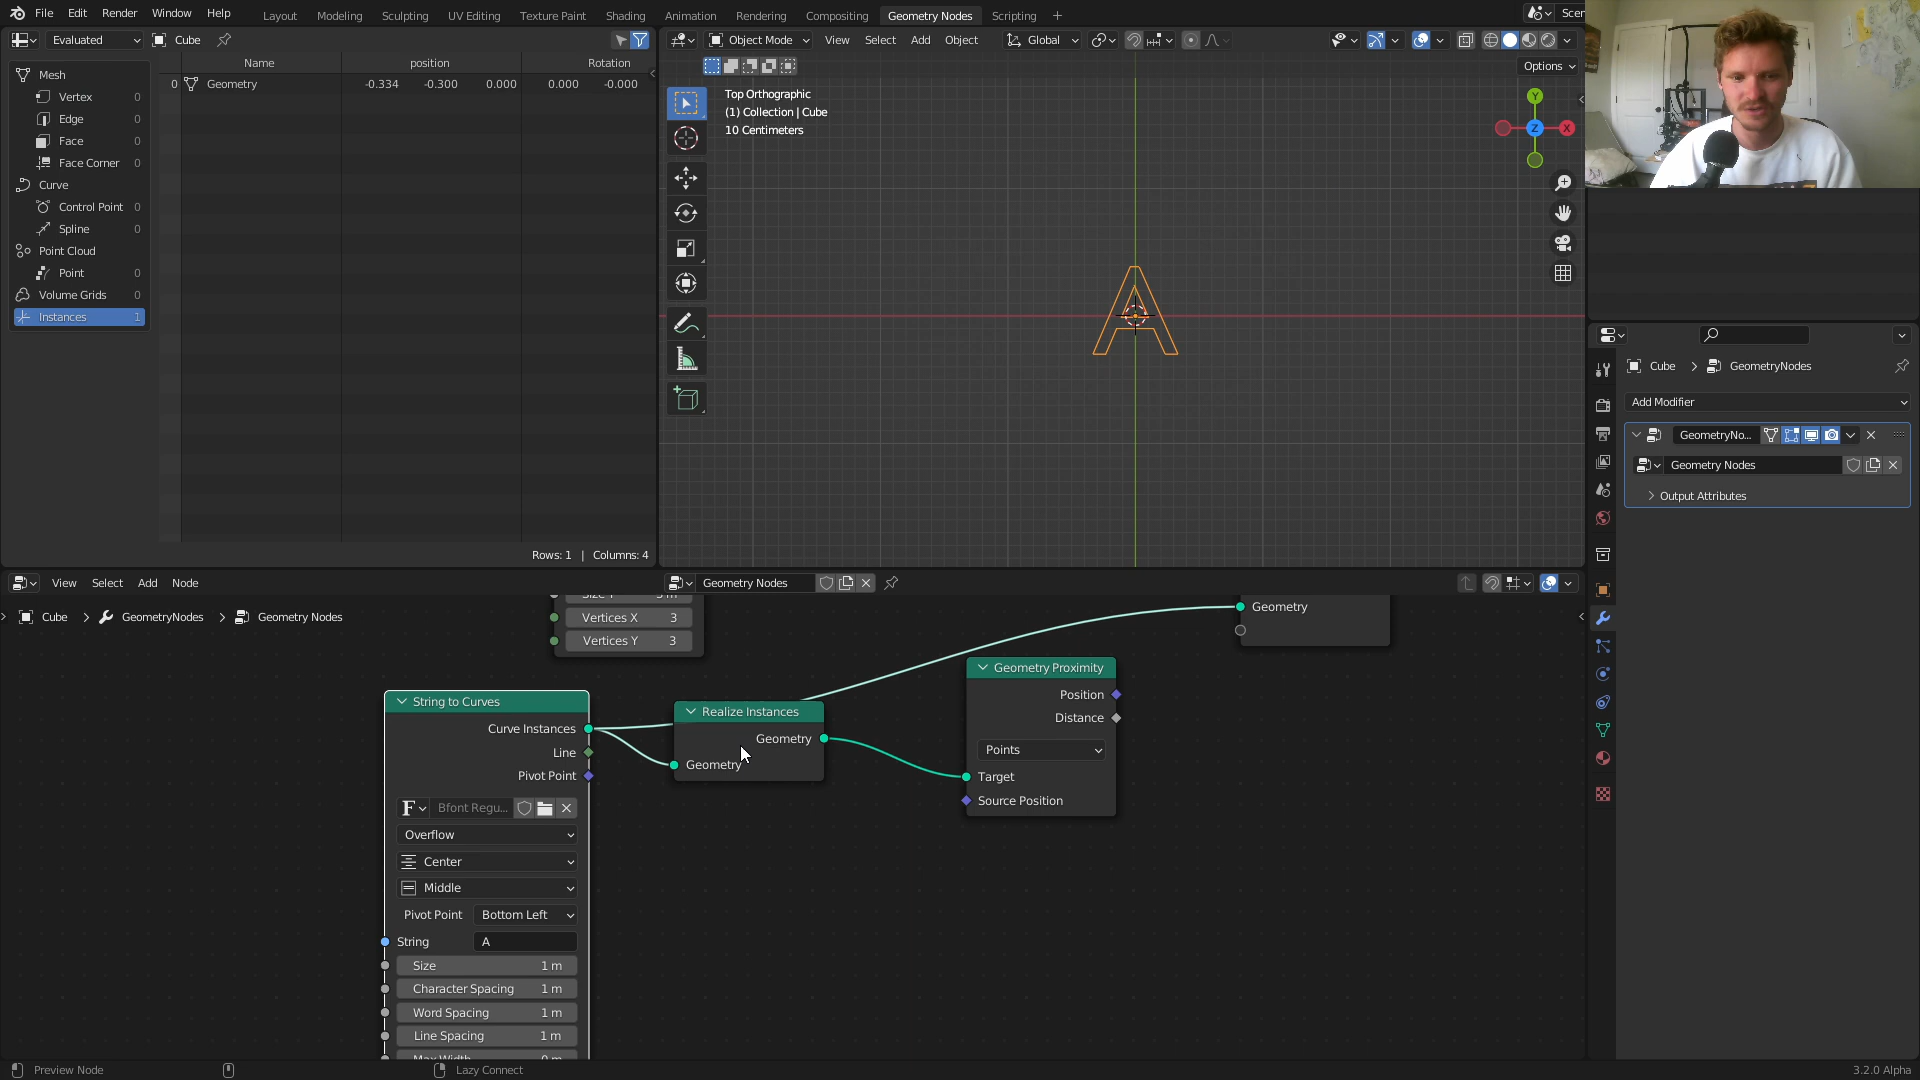 File Edit Render Window Help
Layout Modeling Sculpting UV Editing Texture Paint Shading Animation Rendering Compositing Geometry Nodes Scripting +
Scen
Evaluated Cube
Object Mode View Select Add Object Global
Options
Name position Rotation
0 Geometry -0.334 -0.300 0.000 0.000 -0.000
Mesh
Vertex 0
Edge 0
Face 0
Face Corner 0
Curve
Control Point 0
Spline 0
Point Cloud
Point 0
Volume Grids 0
Instances 1
Rows: 1 | Columns: 4
Top Orthographic
(1) Collection | Cube
10 Centimeters
Y
Z
X
A
Cube > GeometryNodes
Add Modifier
GeometryNo...
Geometry Nodes
Output Attributes
View Select Add Node
Geometry Nodes
Cube > GeometryNodes > Geometry Nodes
Vertices X 3
Vertices Y 3
Geometry
String to Curves
Curve Instances
Line
Pivot Point
F Bfont Regu...
Overflow
Center
Middle
Pivot Point Bottom Left
String A
Size 1 m
Character Spacing 1 m
Word Spacing 1 m
Line Spacing 1 m
Max Width 0 m
Realize Instances
Geometry
Geometry
Geometry Proximity
Position
Distance
Points
Target
Source Position
Preview Node
Lazy Connect
3.2.0 Alpha